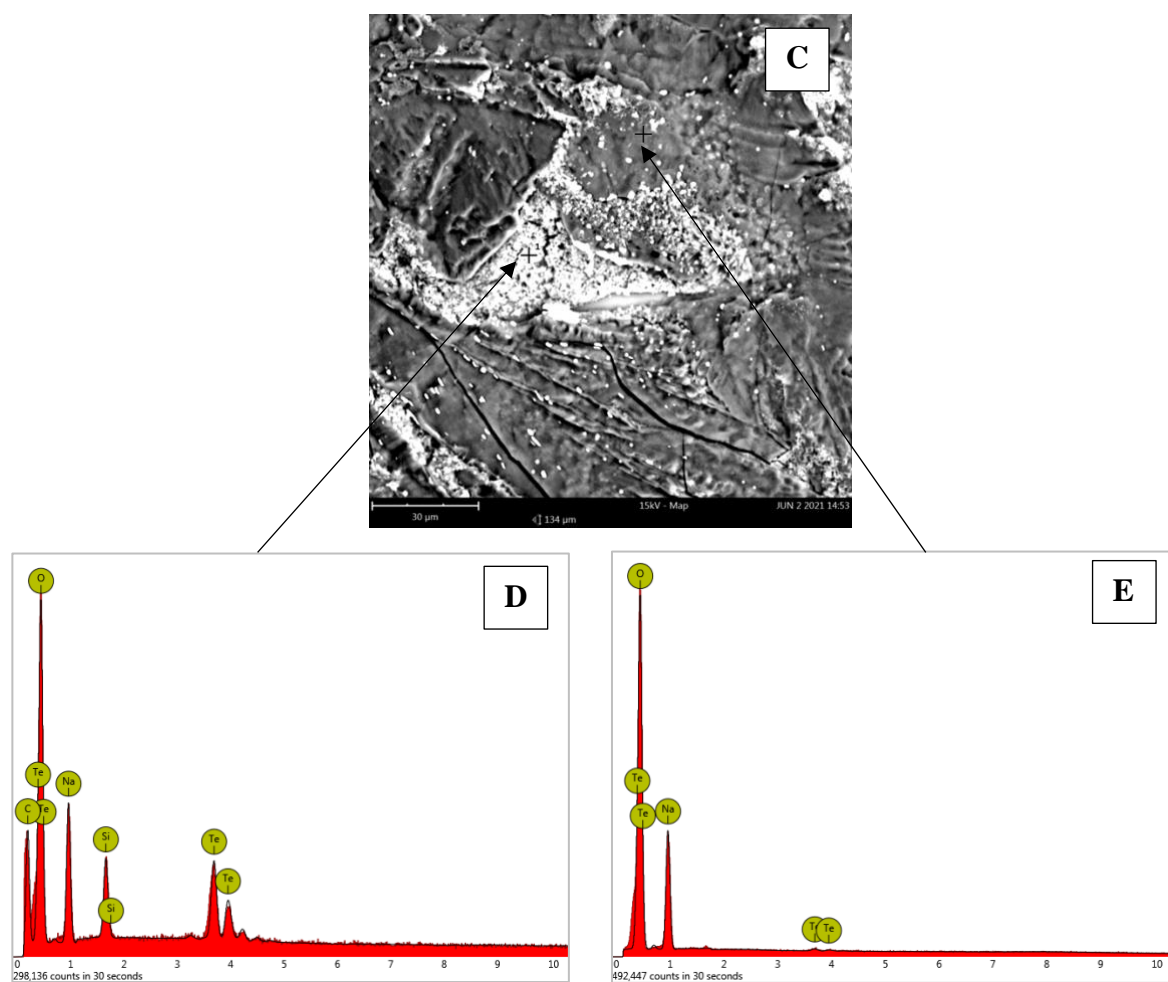 C
30 µm
134 µm
15kV - Map
JUN 2 2021 14:53
D
O
Te
C
Te
Na
Si
Si
Te
Te
0 1 2 3 4 5 6 7 8 9 10
298,136 counts in 30 seconds
E
O
Te
Te
Na
Te
Te
0 1 2 3 4 5 6 7 8 9 10
492,447 counts in 30 seconds